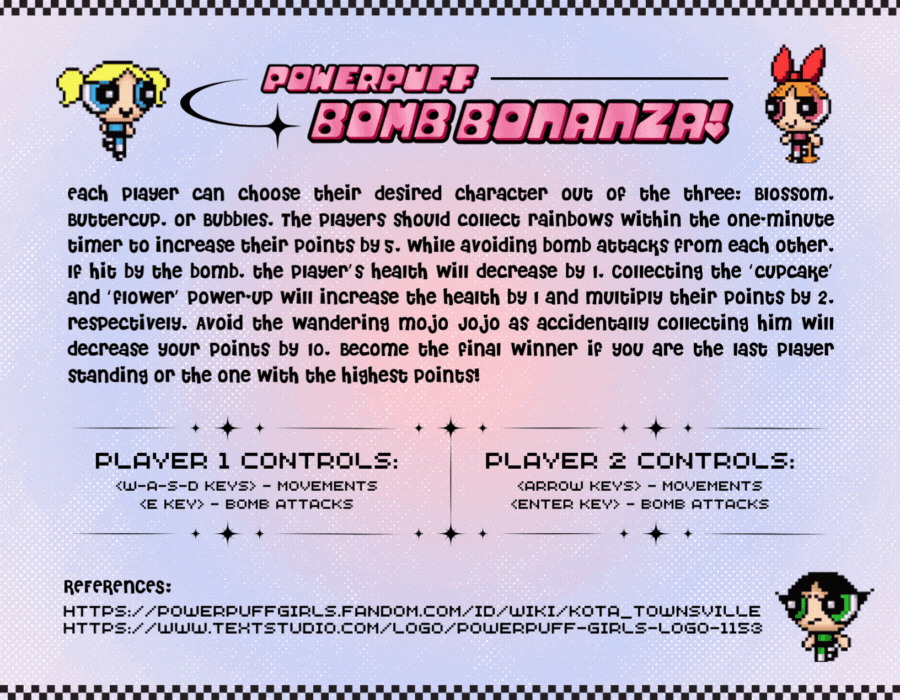 POWERPUFF
BOMB BONANZA!
Each player can choose their desired character out of the three: Blossom,
Buttercup, or Bubbles. The players should collect rainbows within the one-minute
timer to increase their points by 5, while avoiding bomb attacks from each other.
If hit by the bomb, the player's health will decrease by 1. Collecting the 'cupcake'
and 'flower' power-up will increase the health by 1 and multiply their points by 2,
respectively. Avoid the wandering Mojo Jojo as accidentally collecting him will
decrease your points by 10. Become the final winner if you are the last player
standing or the one with the highest points!
PLAYER 1 CONTROLS:
<W-A-S-D KEYS> - MOVEMENTS
<E KEY> - BOMB ATTACKS
PLAYER 2 CONTROLS:
<ARROW KEYS> - MOVEMENTS
<ENTER KEY> - BOMB ATTACKS
References:
HTTPS://POWERPUFFGIRLS.FANDOM.COM/ID/WIKI/KOTA_TOWNSVILLE
HTTPS://WWW.TEXTSTUDIO.COM/LOGO/POWERPUFF-GIRLS-LOGO-1153